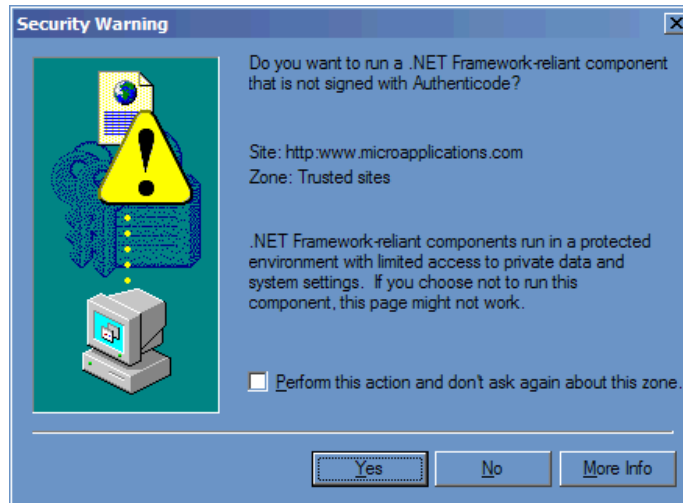 Security Warning
Do you want to run a .NET Framework-reliant component
that is not signed with Authenticode?
Site: http:www.microapplications.com
Zone: Trusted sites
.NET Framework-reliant components run in a protected
environment with limited access to private data and
system settings. If you choose not to run this
component, this page might not work.
Perform this action and don't ask again about this zone.
Yes
No
More Info